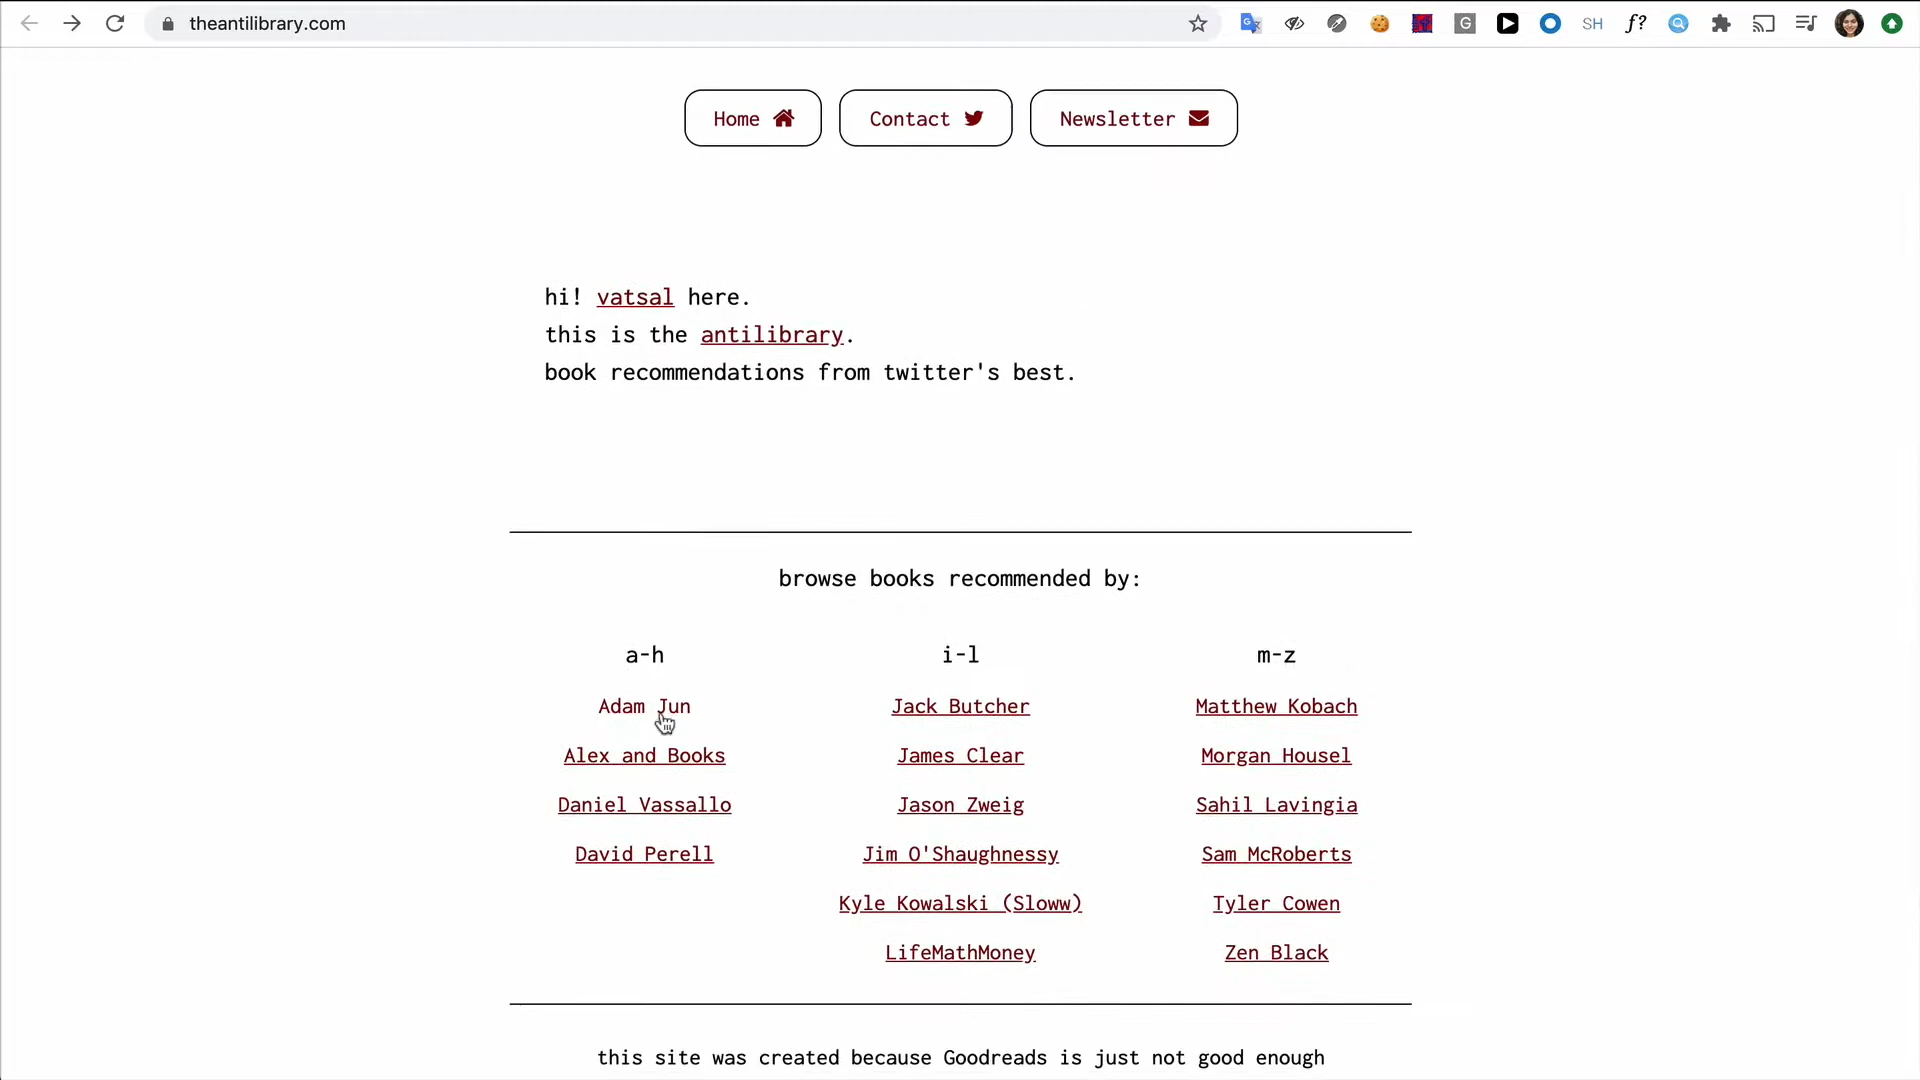 theantilibrary.com
SH
f?
G
Home
Contact
Newsletter
hi! vatsal here.
this is the antilibrary.
book recommendations from twitter's best.
browse books recommended by:
a-h
Adam Jun
Alex and Books
Daniel Vassallo
David Perell
i-l
Jack Butcher
James Clear
Jason Zweig
Jim O'Shaughnessy
Kyle Kowalski (Sloww)
LifeMathMoney
m-z
Matthew Kobach
Morgan Housel
Sahil Lavingia
Sam McRoberts
Tyler Cowen
Zen Black
this site was created because Goodreads is just not good enough